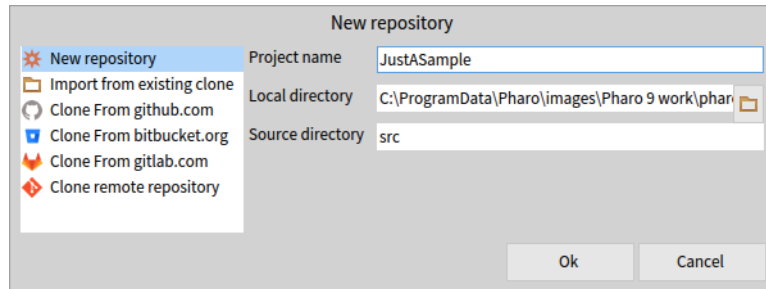 New repository
New repository
Import from existing clone
Clone From github.com
Clone From bitbucket.org
Clone From gitlab.com
Clone remote repository
Project name
JustASample
Local directory
C:\ProgramData\Pharo\images\Pharo 9 work\phar
Source directory
src
Ok
Cancel